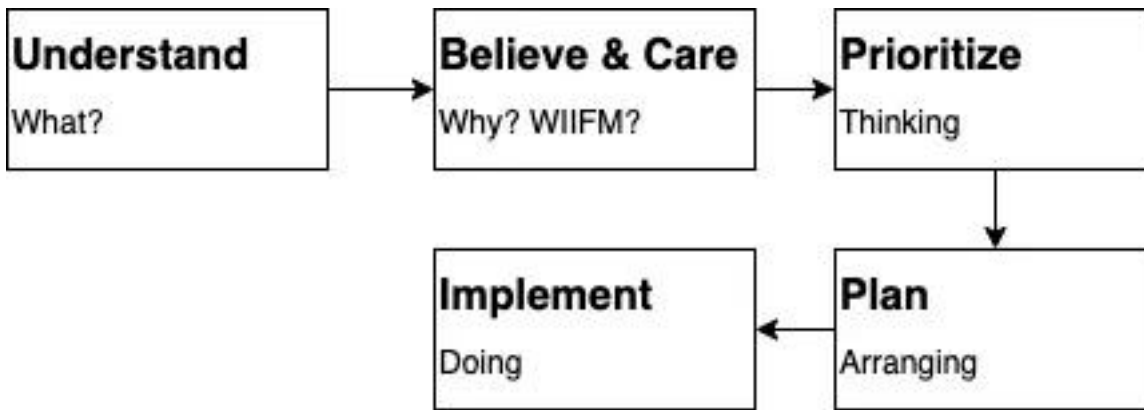 Understand
What?
Believe & Care
Why? WIIFM?
Prioritize
Thinking
Plan
Arranging
Implement
Doing